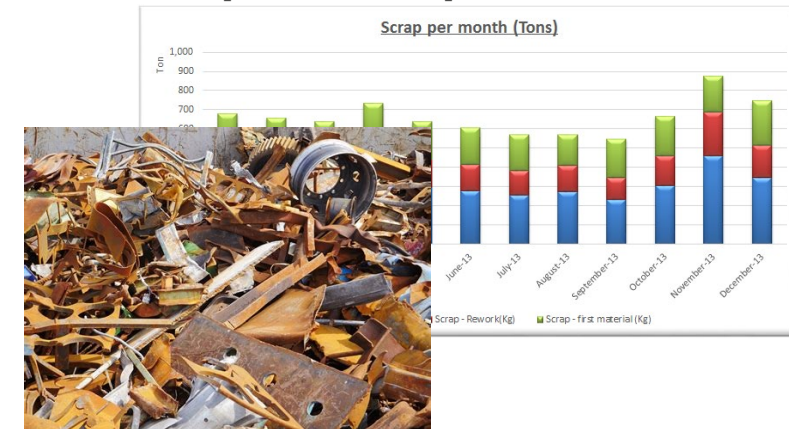 Scrap per month (Tons)
Ton
1,000
900
800
700
June-13
July-13
August-13
September-13
October-13
November-13
December-13
Scrap - Rework(Kg)
Scrap - first material (Kg)